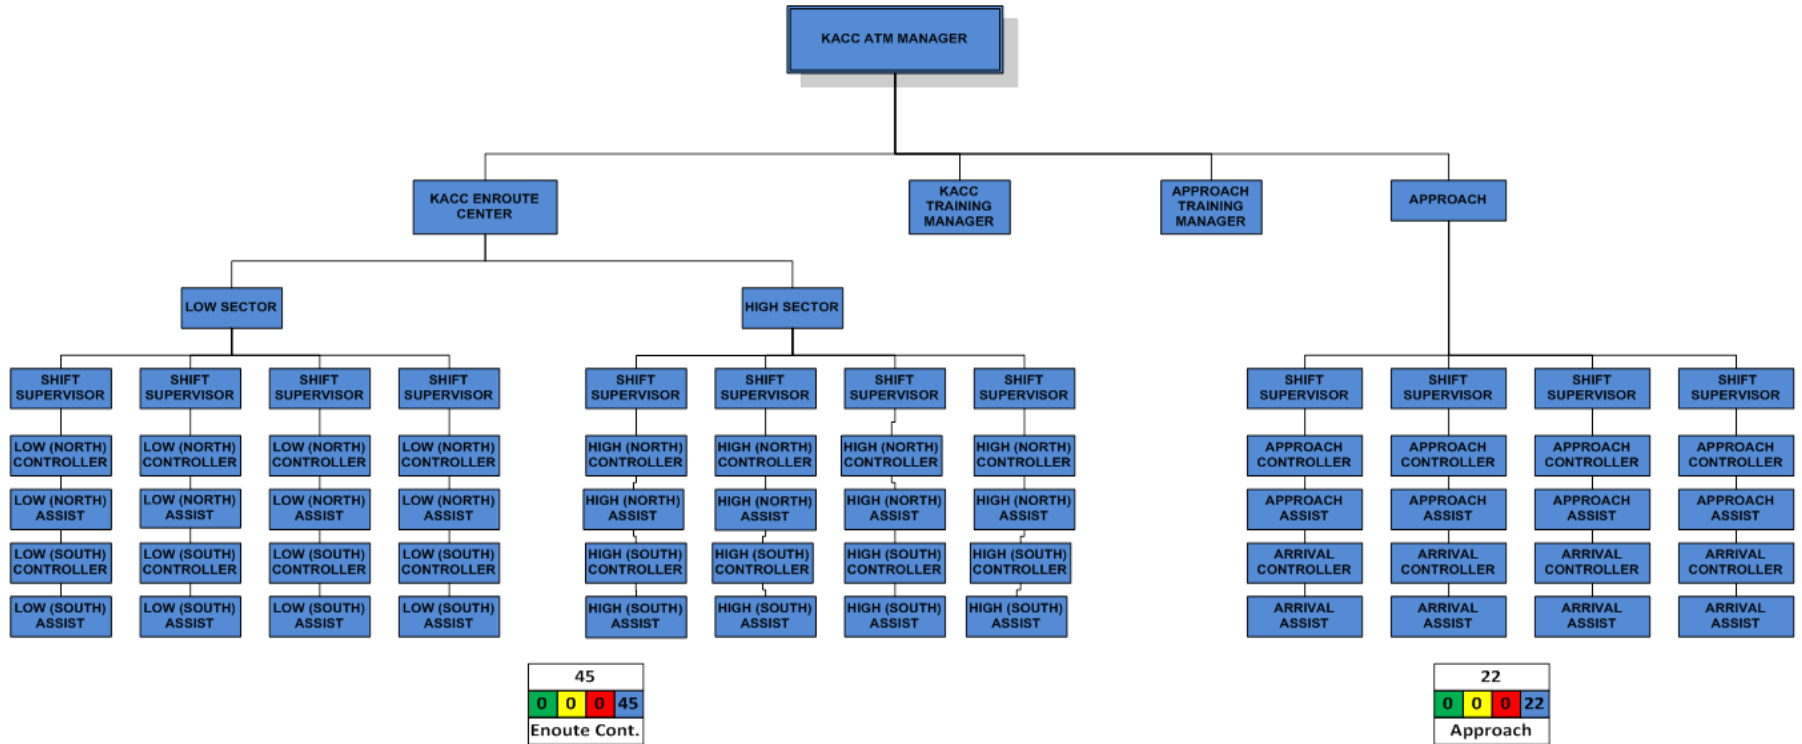 KACC ATM MANAGER
KACC ENROUTE
CENTER
KACC
TRAINING
MANAGER
APPROACH
TRAINING
MANAGER
APPROACH
LOW SECTOR
HIGH SECTOR
SHIFT
SUPERVISOR
SHIFT
SUPERVISOR
SHIFT
SUPERVISOR
SHIFT
SUPERVISOR
SHIFT
SUPERVISOR
SHIFT
SUPERVISOR
SHIFT
SUPERVISOR
SHIFT
SUPERVISOR
SHIFT
SUPERVISOR
SHIFT
SUPERVISOR
SHIFT
SUPERVISOR
SHIFT
SUPERVISOR
LOW (NORTH)
CONTROLLER
LOW (NORTH)
CONTROLLER
LOW (NORTH)
CONTROLLER
LOW (NORTH)
CONTROLLER
HIGH (NORTH)
CONTROLLER
HIGH (NORTH)
CONTROLLER
HIGH (NORTH)
CONTROLLER
HIGH (NORTH)
CONTROLLER
APPROACH
CONTROLLER
APPROACH
CONTROLLER
APPROACH
CONTROLLER
APPROACH
CONTROLLER
LOW (NORTH)
ASSIST
LOW (NORTH)
ASSIST
LOW (NORTH)
ASSIST
LOW (NORTH)
ASSIST
HIGH (NORTH)
ASSIST
HIGH (NORTH)
ASSIST
HIGH (NORTH)
ASSIST
HIGH (NORTH)
ASSIST
APPROACH
ASSIST
APPROACH
ASSIST
APPROACH
ASSIST
APPROACH
ASSIST
LOW (SOUTH)
CONTROLLER
LOW (SOUTH)
CONTROLLER
LOW (SOUTH)
CONTROLLER
LOW (SOUTH)
CONTROLLER
HIGH (SOUTH)
CONTROLLER
HIGH (SOUTH)
CONTROLLER
HIGH (SOUTH)
CONTROLLER
HIGH (SOUTH)
CONTROLLER
ARRIVAL
CONTROLLER
ARRIVAL
CONTROLLER
ARRIVAL
CONTROLLER
ARRIVAL
CONTROLLER
LOW (SOUTH)
ASSIST
LOW (SOUTH)
ASSIST
LOW (SOUTH)
ASSIST
LOW (SOUTH)
ASSIST
HIGH (SOUTH)
ASSIST
HIGH (SOUTH)
ASSIST
HIGH (SOUTH)
ASSIST
HIGH (SOUTH)
ASSIST
ARRIVAL
ASSIST
ARRIVAL
ASSIST
ARRIVAL
ASSIST
ARRIVAL
ASSIST
45
0 0 0 45
Enoute Cont.
22
0 0 0 22
Approach